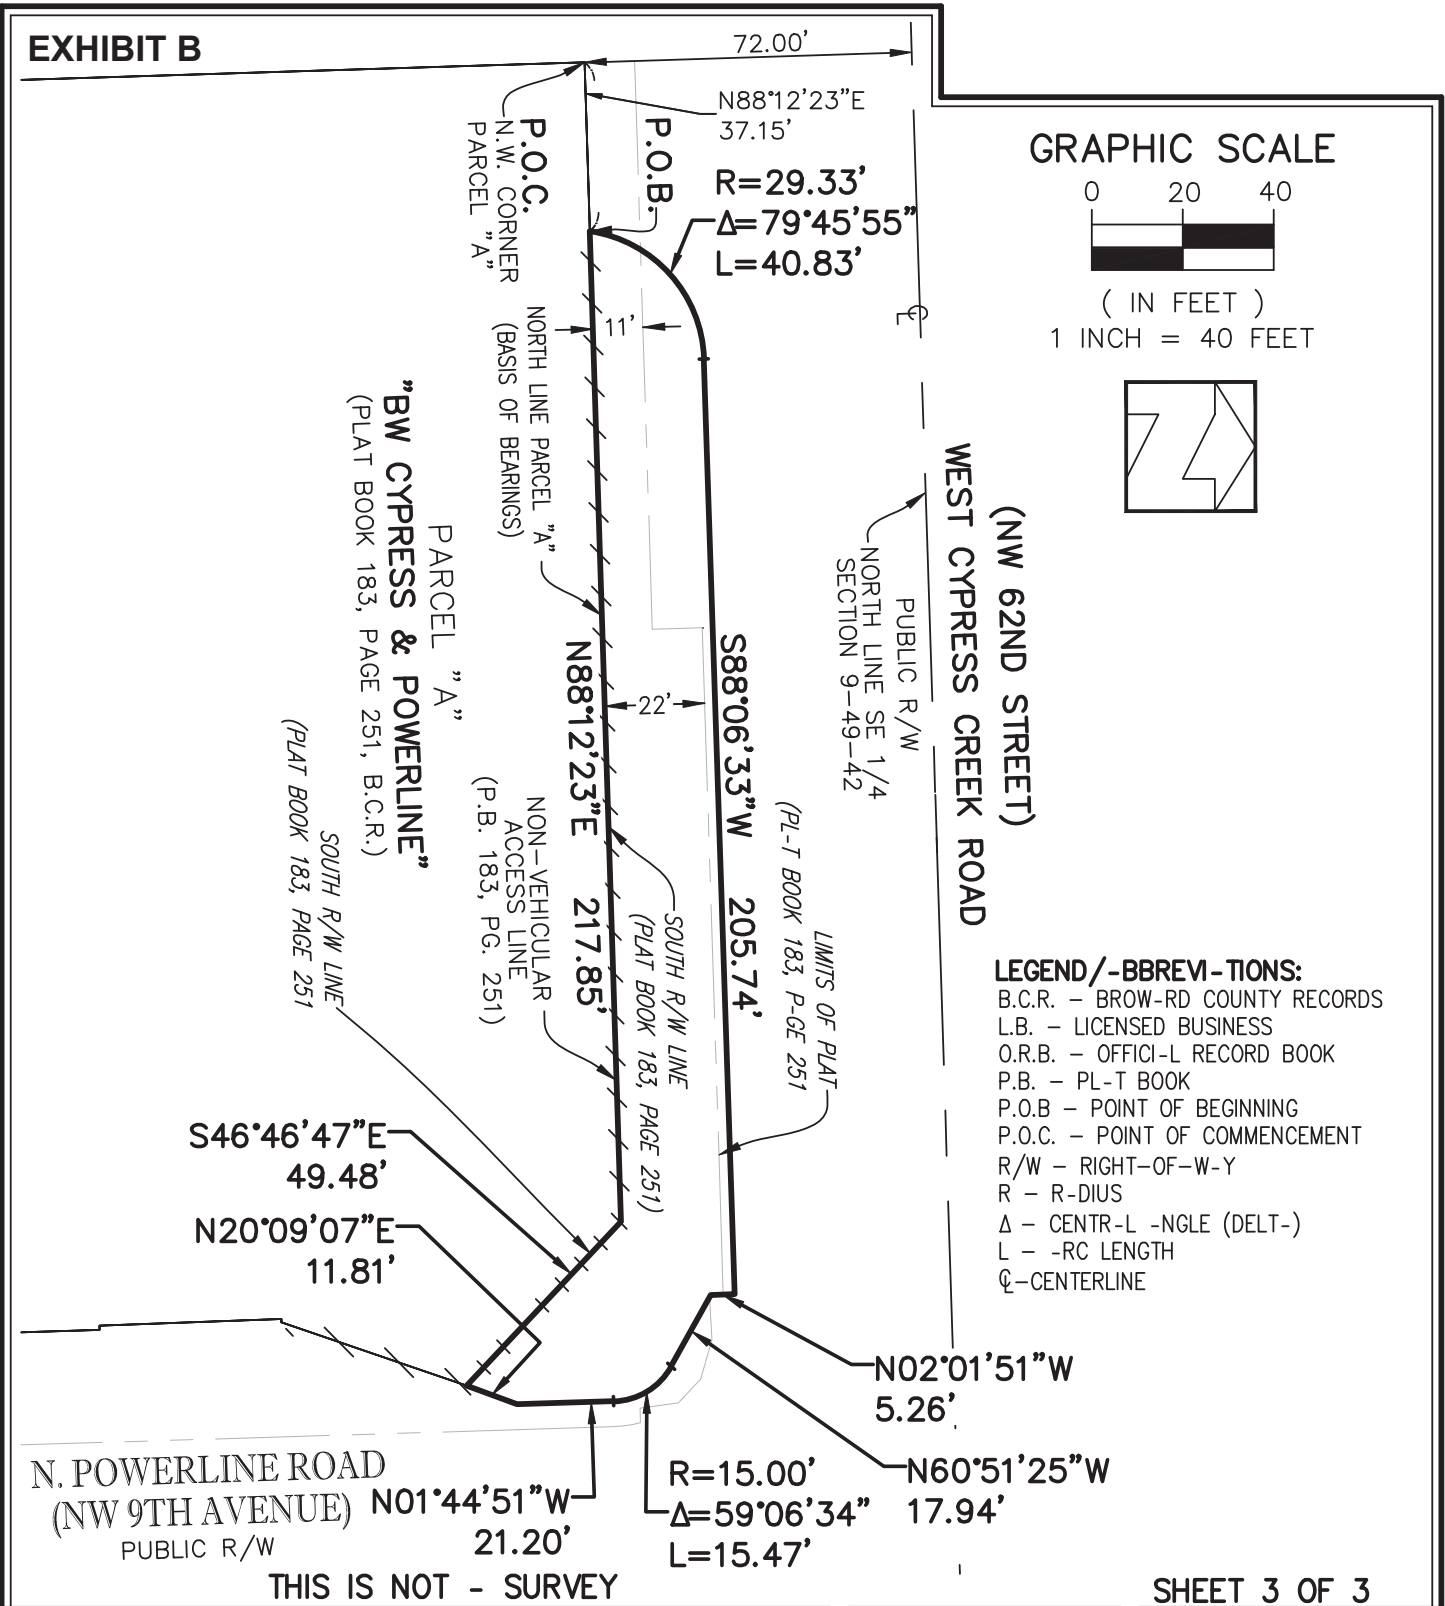 EXHIBIT B
72.00'
N88°12'23"E
37.15'
P.O.C.
N.W. CORNER
PARCEL "A"
P.O.B.
R=29.33'
Δ=79°45'55"
L=40.83'
GRAPHIC SCALE
0 20 40
( IN FEET )
1 INCH = 40 FEET
N
℄
11'
NORTH LINE PARCEL "A"
(BASIS OF BEARINGS)
PARCEL "A"
"BW CYPRESS & POWERLINE"
(PLAT BOOK 183, PAGE 251, B.C.R.)
(NW 62ND STREET)
WEST CYPRESS CREEK ROAD
PUBLIC R/W
NORTH LINE SE 1/4
SECTION 9-49-42
22'
S88°06'33"W 205.74'
N88°12'23"E 217.85'
SOUTH R/W LINE
(PLAT BOOK 183, PAGE 251
NON-VEHICULAR
ACCESS LINE
(P.B. 183, PG. 251)
SOUTH R/W LINE
(PLAT BOOK 183, PAGE 251)
LIMITS OF PLAT
(PL-T BOOK 183, P-GE 251
LEGEND/-BBREVI-TIONS:
B.C.R. - BROW-RD COUNTY RECORDS
L.B. - LICENSED BUSINESS
O.R.B. - OFFICI-L RECORD BOOK
P.B. - PL-T BOOK
P.O.B - POINT OF BEGINNING
P.O.C. - POINT OF COMMENCEMENT
R/W - RIGHT-OF-W-Y
R - R-DIUS
Δ - CENTR-L -NGLE (DELT-)
L - -RC LENGTH
℄-CENTERLINE
S46°46'47"E
49.48'
N20°09'07"E
11.81'
N02°01'51"W
5.26'
N60°51'25"W
17.94'
R=15.00'
Δ=59°06'34"
L=15.47'
N01°44'51"W
21.20'
N. POWERLINE ROAD
(NW 9TH AVENUE)
PUBLIC R/W
THIS IS NOT - SURVEY
SHEET 3 OF 3